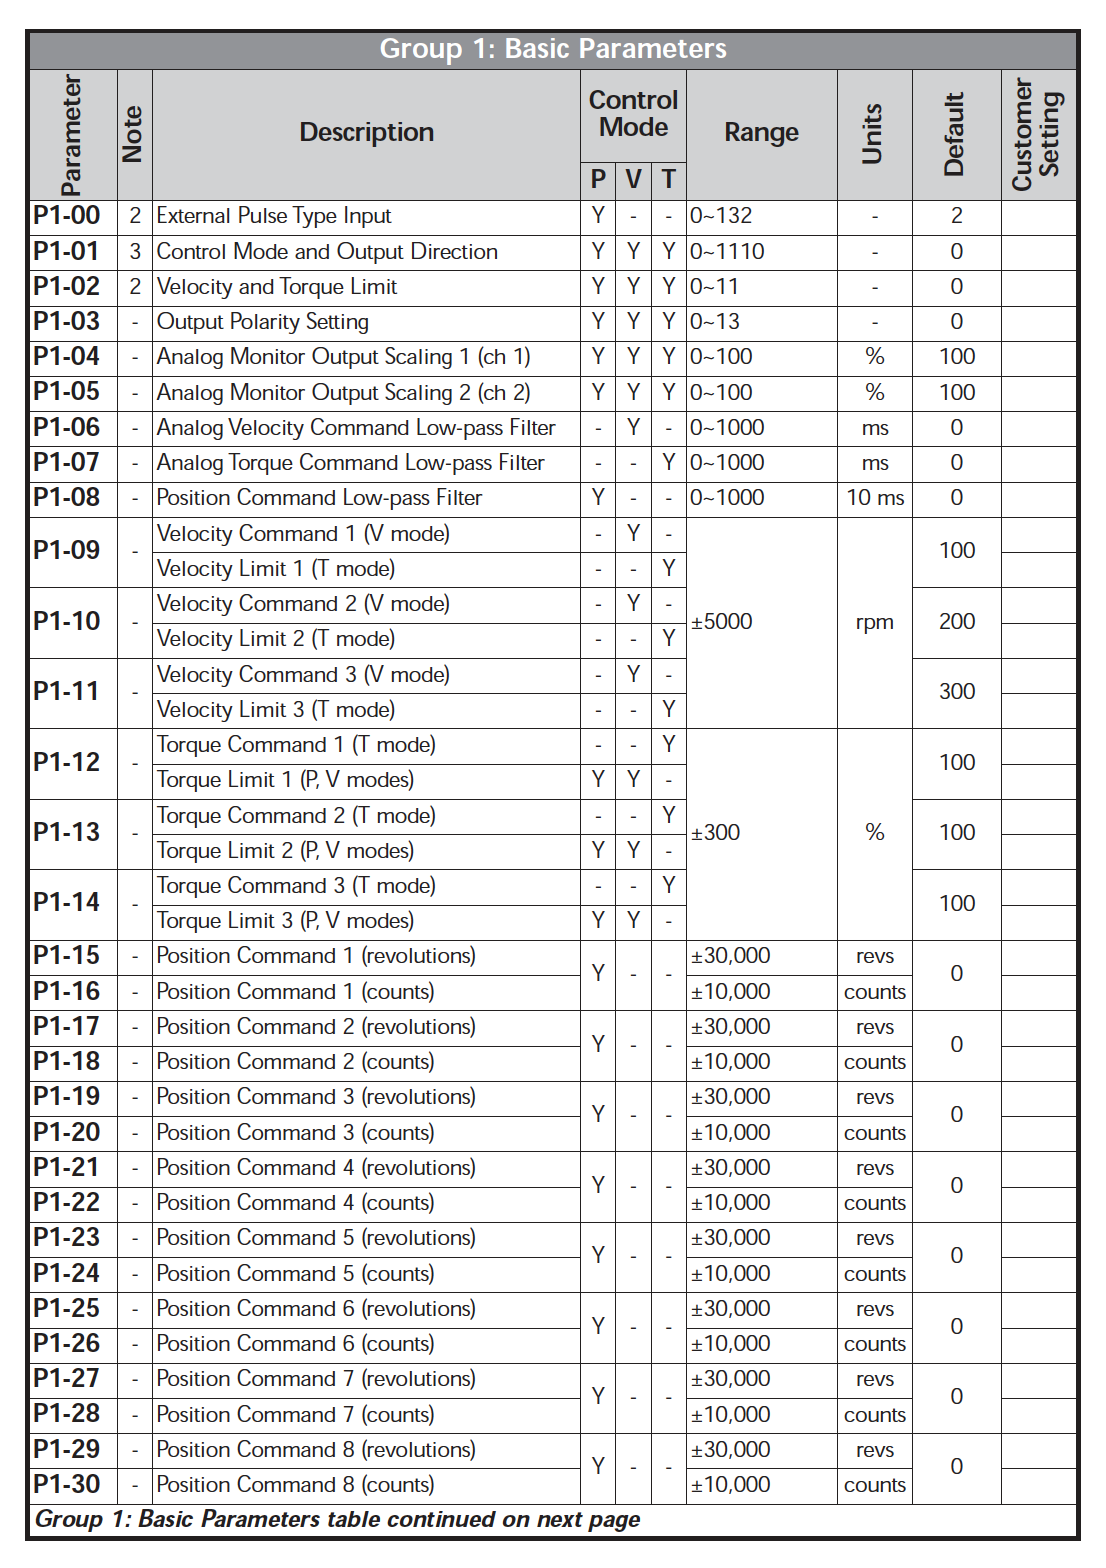 Group 1: Basic Parameters
Parameter Note Description Control Mode Range Units Default Customer Setting
P V T
P1-00 2 External Pulse Type Input Y - - 0~132 - 2
P1-01 3 Control Mode and Output Direction Y Y Y 0~1110 - 0
P1-02 2 Velocity and Torque Limit Y Y Y 0~11 - 0
P1-03 - Output Polarity Setting Y Y Y 0~13 - 0
P1-04 - Analog Monitor Output Scaling 1 (ch 1) Y Y Y 0~100 % 100
P1-05 - Analog Monitor Output Scaling 2 (ch 2) Y Y Y 0~100 % 100
P1-06 - Analog Velocity Command Low-pass Filter - Y - 0~1000 ms 0
P1-07 - Analog Torque Command Low-pass Filter - - Y 0~1000 ms 0
P1-08 - Position Command Low-pass Filter Y - - 0~1000 10 ms 0
P1-09 - Velocity Command 1 (V mode) - Y - ±5000 rpm 100
Velocity Limit 1 (T mode) - - Y
P1-10 - Velocity Command 2 (V mode) - Y - 200
Velocity Limit 2 (T mode) - - Y
P1-11 - Velocity Command 3 (V mode) - Y - 300
Velocity Limit 3 (T mode) - - Y
P1-12 - Torque Command 1 (T mode) - - Y ±300 % 100
Torque Limit 1 (P, V modes) Y Y -
P1-13 - Torque Command 2 (T mode) - - Y 100
Torque Limit 2 (P, V modes) Y Y -
P1-14 - Torque Command 3 (T mode) - - Y 100
Torque Limit 3 (P, V modes) Y Y -
P1-15 - Position Command 1 (revolutions) Y - - ±30,000 revs 0
P1-16 - Position Command 1 (counts) ±10,000 counts
P1-17 - Position Command 2 (revolutions) Y - - ±30,000 revs 0
P1-18 - Position Command 2 (counts) ±10,000 counts
P1-19 - Position Command 3 (revolutions) Y - - ±30,000 revs 0
P1-20 - Position Command 3 (counts) ±10,000 counts
P1-21 - Position Command 4 (revolutions) Y - - ±30,000 revs 0
P1-22 - Position Command 4 (counts) ±10,000 counts
P1-23 - Position Command 5 (revolutions) Y - - ±30,000 revs 0
P1-24 - Position Command 5 (counts) ±10,000 counts
P1-25 - Position Command 6 (revolutions) Y - - ±30,000 revs 0
P1-26 - Position Command 6 (counts) ±10,000 counts
P1-27 - Position Command 7 (revolutions) Y - - ±30,000 revs 0
P1-28 - Position Command 7 (counts) ±10,000 counts
P1-29 - Position Command 8 (revolutions) Y - - ±30,000 revs 0
P1-30 - Position Command 8 (counts) ±10,000 counts
Group 1: Basic Parameters table continued on next page